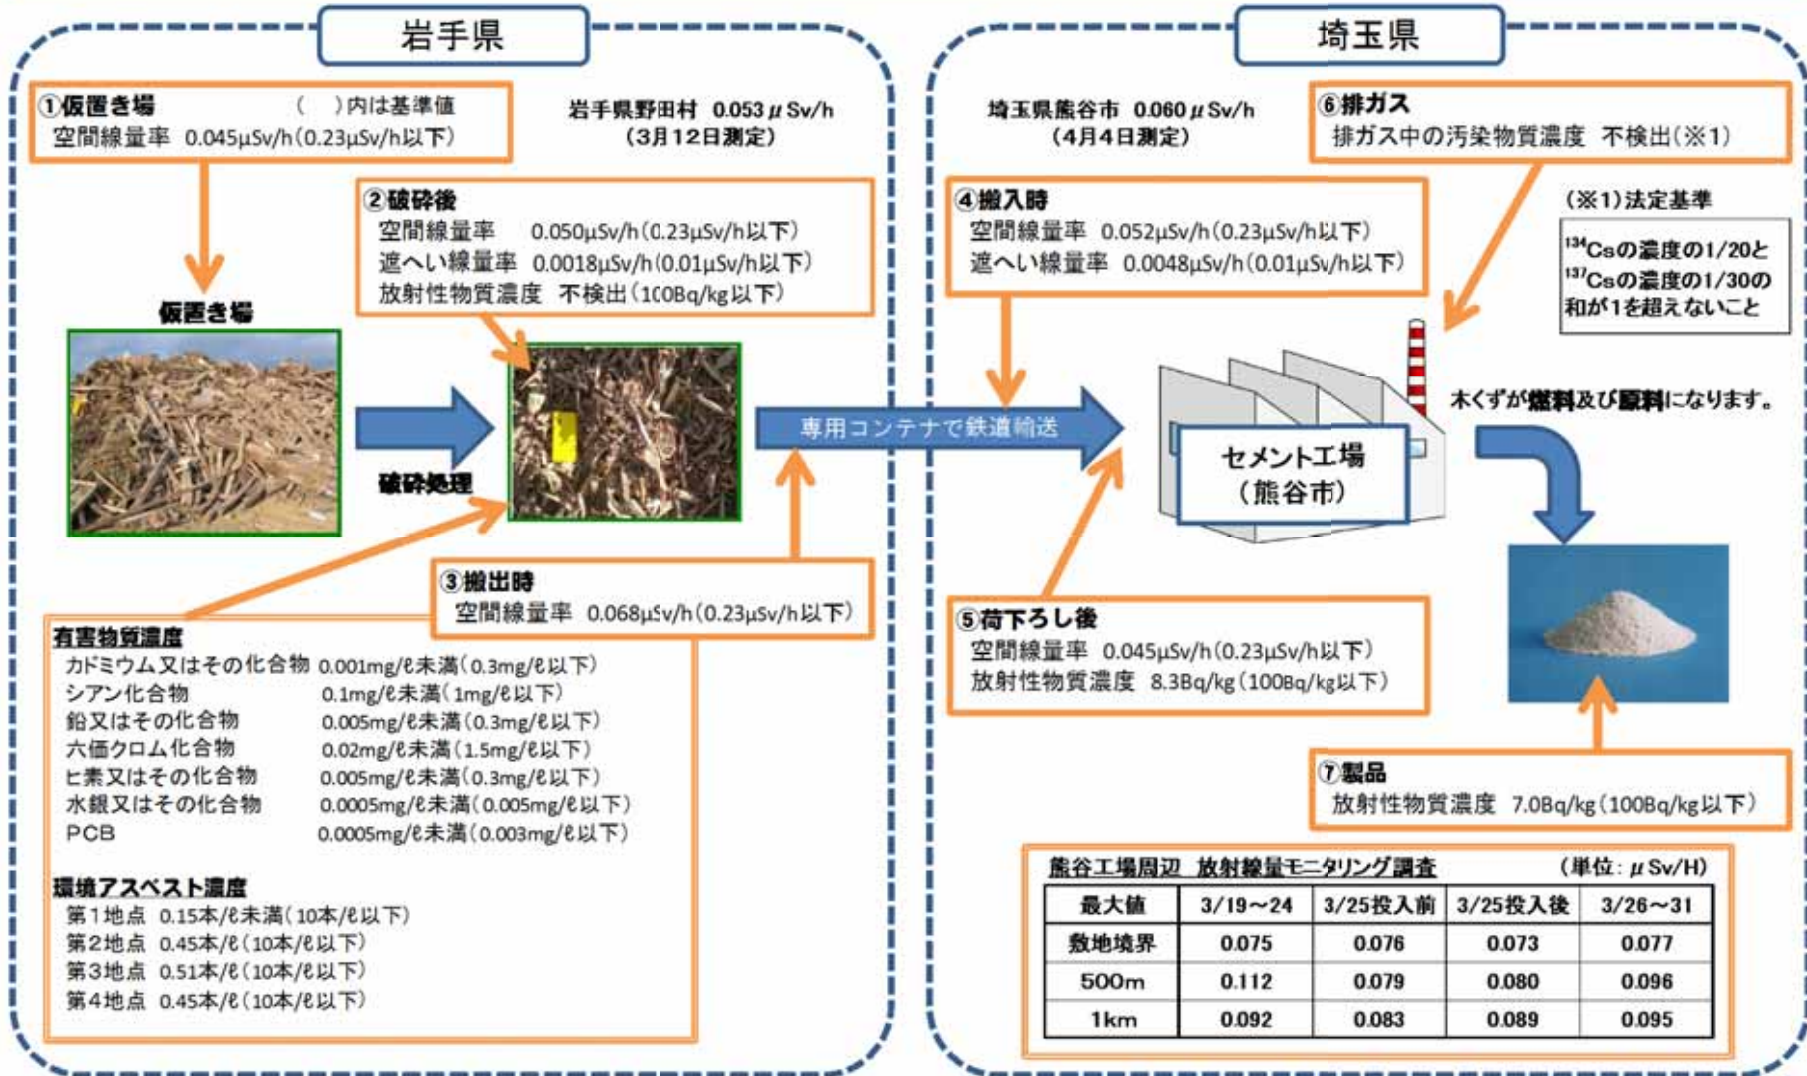 岩手県
①仮置き場 (　)内は基準値
空間線量率 0.045μSv/h(0.23μSv/h以下)
岩手県野田村 0.053μSv/h
(3月12日測定)
②破砕後
空間線量率 0.050μSv/h(0.23μSv/h以下)
遮へい線量率 0.0018μSv/h(0.01μSv/h以下)
放射性物質濃度 不検出(100Bq/kg以下)
仮置き場
破砕処理
専用コンテナで鉄道輸送
③搬出時
空間線量率 0.068μSv/h(0.23μSv/h以下)
有害物質濃度
カドミウム又はその化合物 0.001mg/ℓ未満(0.3mg/ℓ以下)
シアン化合物 0.1mg/ℓ未満(1mg/ℓ以下)
鉛又はその化合物 0.005mg/ℓ未満(0.3mg/ℓ以下)
六価クロム化合物 0.02mg/ℓ未満(1.5mg/ℓ以下)
ヒ素又はその化合物 0.005mg/ℓ未満(0.3mg/ℓ以下)
水銀又はその化合物 0.0005mg/ℓ未満(0.005mg/ℓ以下)
PCB 0.0005mg/ℓ未満(0.003mg/ℓ以下)
環境アスベスト濃度
第1地点 0.15本/ℓ未満(10本/ℓ以下)
第2地点 0.45本/ℓ(10本/ℓ以下)
第3地点 0.51本/ℓ(10本/ℓ以下)
第4地点 0.45本/ℓ(10本/ℓ以下)
埼玉県
埼玉県熊谷市 0.060μSv/h
(4月4日測定)
⑥排ガス
排ガス中の汚染物質濃度 不検出(※1)
④搬入時
空間線量率 0.052μSv/h(0.23μSv/h以下)
遮へい線量率 0.0048μSv/h(0.01μSv/h以下)
(※1)法定基準
¹³⁴Csの濃度の1/20と
¹³⁷Csの濃度の1/30の
和が1を超えないこと
木くずが燃料及び原料になります。
セメント工場
(熊谷市)
⑤荷下ろし後
空間線量率 0.045μSv/h(0.23μSv/h以下)
放射性物質濃度 8.3Bq/kg(100Bq/kg以下)
⑦製品
放射性物質濃度 7.0Bq/kg(100Bq/kg以下)
熊谷工場周辺 放射線量モニタリング調査 (単位:μSv/H)
最大値 3/19～24 3/25投入前 3/25投入後 3/26～31
敷地境界 0.075 0.076 0.073 0.077
500m 0.112 0.079 0.080 0.096
1km 0.092 0.083 0.089 0.095